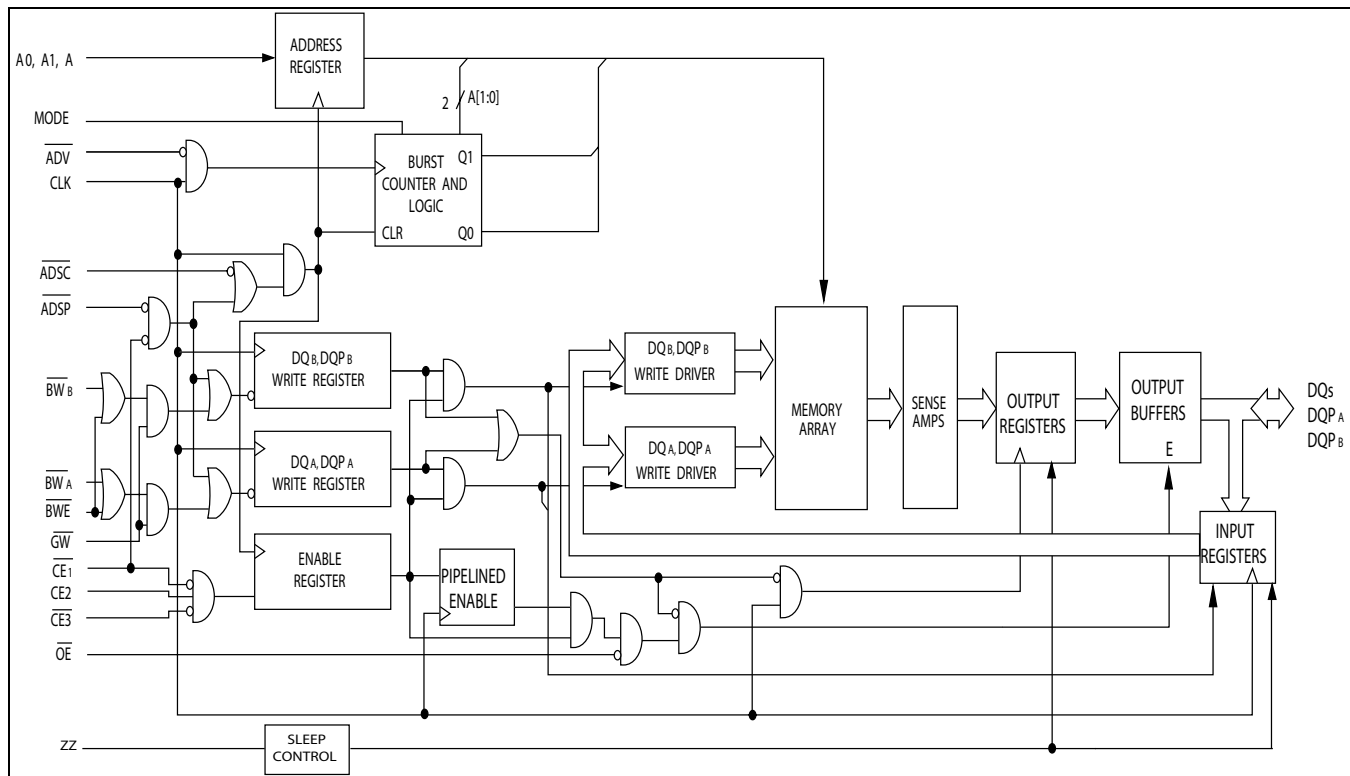 A0, A1, A
ADDRESS
REGISTER
2
A[1:0]
MODE
ADV
CLK
BURST
COUNTER AND
LOGIC
Q1
CLR
Q0
ADSC
ADSP
DQB, DQPB
WRITE REGISTER
DQB, DQPB
WRITE DRIVER
BWB
MEMORY
ARRAY
SENSE
AMPS
OUTPUT
REGISTERS
OUTPUT
BUFFERS
E
DQs
DQPA
DQPB
DQA, DQPA
WRITE REGISTER
DQA, DQPA
WRITE DRIVER
BWA
BWE
GW
CE1
CE2
CE3
ENABLE
REGISTER
PIPELINED
ENABLE
INPUT
REGISTERS
OE
ZZ
SLEEP
CONTROL